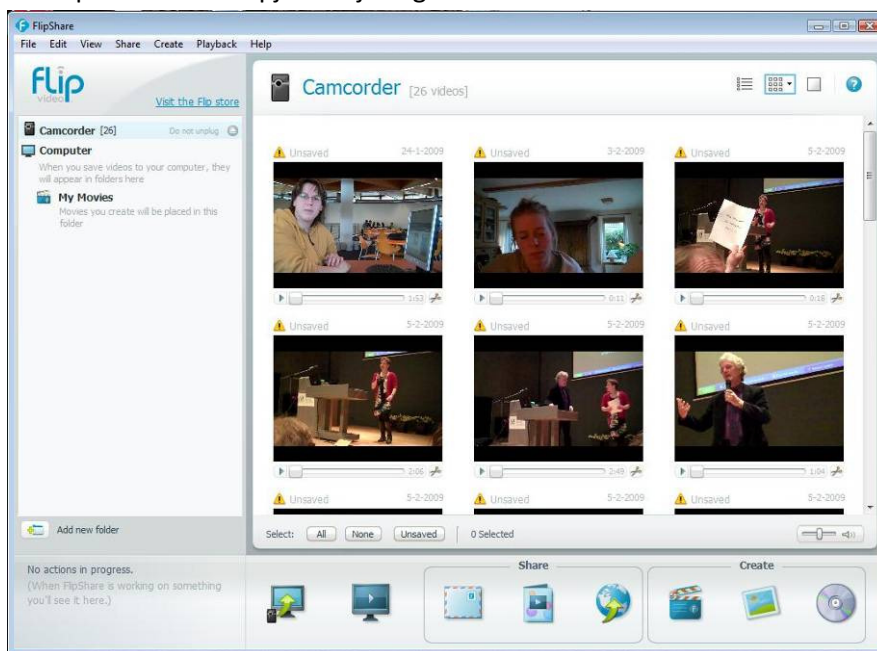 FlipShare
File Edit View Share Create Playback Help
flip
video
Visit the Flip store
Camcorder [26] Do not unplug
Computer
When you save videos to your computer, they
will appear in folders here
My Movies
Movies you create will be placed in this
folder
Add new folder
No actions in progress.
(When FlipShare is working on something
you'll see it here.)
Camcorder [26 videos]
Unsaved 24-1-2009
Unsaved 3-2-2009
Unsaved 5-2-2009
1:53
0:11
0:16
Unsaved 5-2-2009
Unsaved 5-2-2009
Unsaved 5-2-2009
2:06
2:49
1:04
Unsaved 5-2-2009
Unsaved 5-2-2009
Unsaved 5-2-2009
Select: All None Unsaved 0 Selected
Share
Create